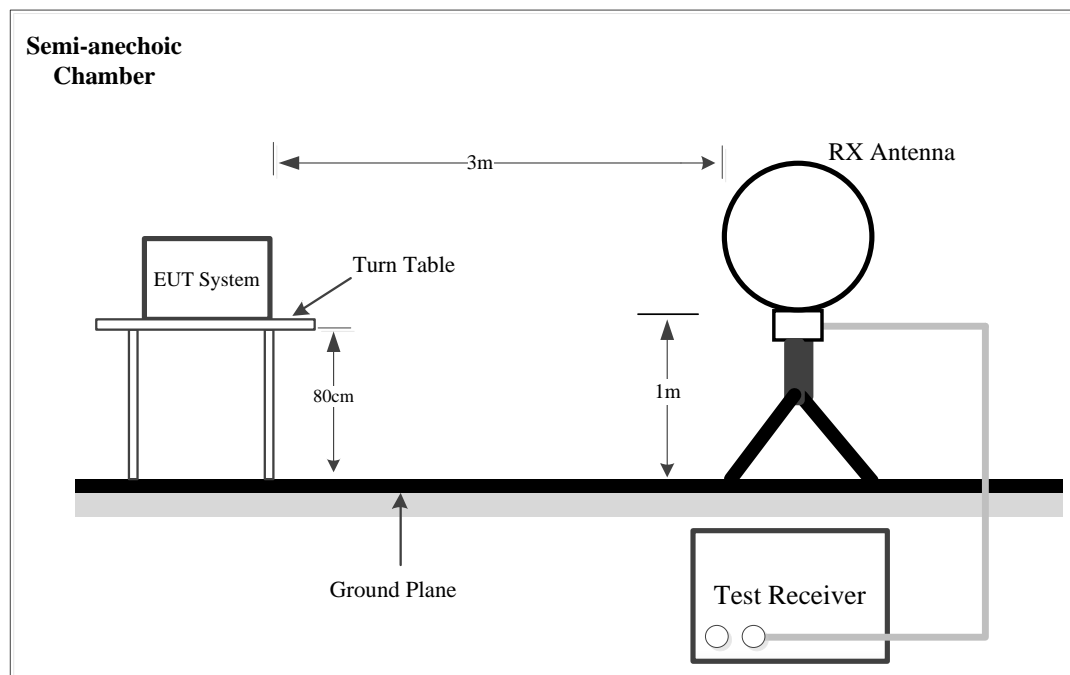 Semi-anechoic
Chamber
3m
RX Antenna
EUT System
Turn Table
80cm
1m
Ground Plane
Test Receiver